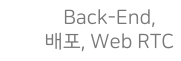 Back-End,
배포, Web RTC